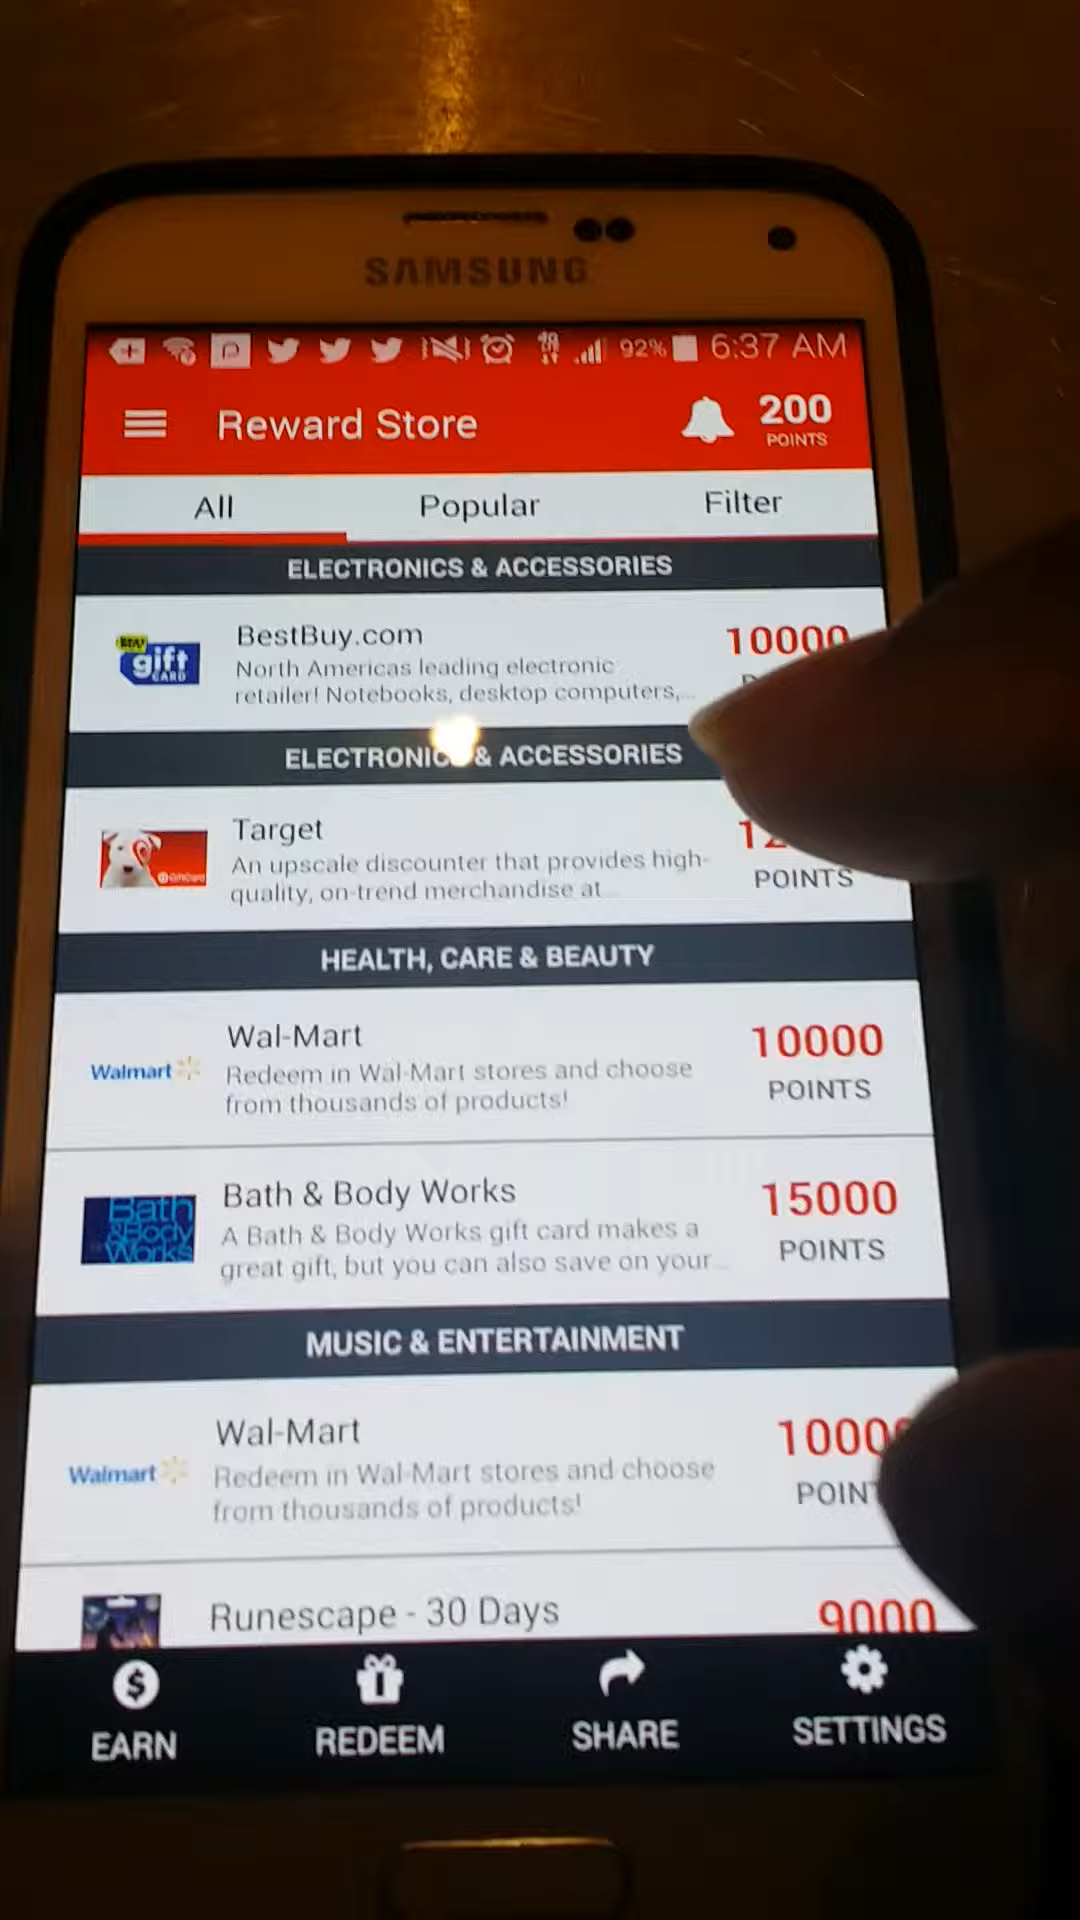 SAMSUNG
92% 6:37 AM
Reward Store
200
POINTS
All Popular Filter
ELECTRONICS & ACCESSORIES
BestBuy.com
10000
North Americas leading electronic
retailer! Notebooks, desktop computers,...
gift
CARD
& ACCESSORIES
Target
An upscale discounter that provides high-
quality, on-trend merchandise at...
POINTS
HEALTH, CARE & BEAUTY
Wal-Mart
10000
Walmart
Redeem in Wal-Mart stores and choose
from thousands of products!
POINTS
Bath & Body Works
15000
Bath
&Body
Works
A Bath & Body Works gift card makes a
great gift, but you can also save on your...
POINTS
MUSIC & ENTERTAINMENT
Wal-Mart
Walmart
Redeem in Wal-Mart stores and choose
from thousands of products!
Runescape - 30 Days
9000
EARN REDEEM SHARE SETTINGS